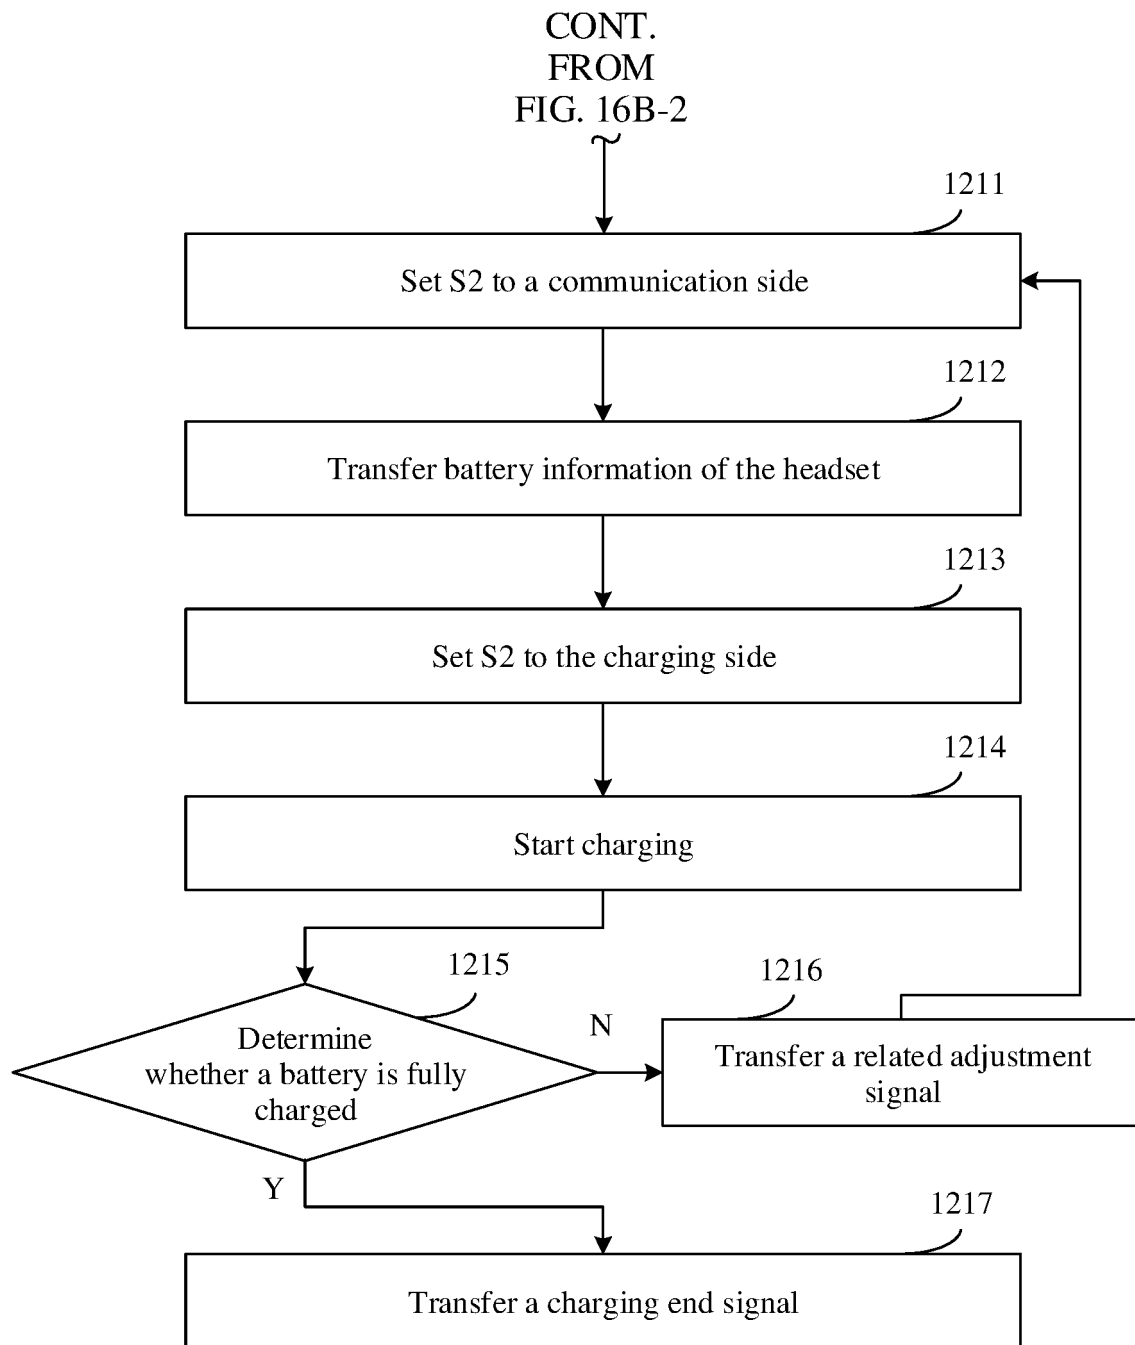 CONT.
FROM
FIG. 16B-2
1211
Set S2 to a communication side
1212
Transfer battery information of the headset
1213
Set S2 to the charging side
1214
Start charging
1215
Determine
whether a battery is fully
charged
N
1216
Transfer a related adjustment
signal
Y
1217
Transfer a charging end signal